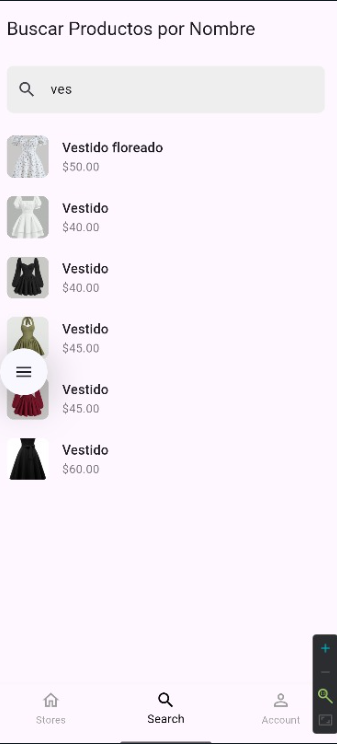 Buscar Productos por Nombre
ves
Vestido floreado
$50.00
Vestido
$40.00
Vestido
$40.00
Vestido
$45.00
Vestido
$45.00
Vestido
$60.00
Stores
Search
Account